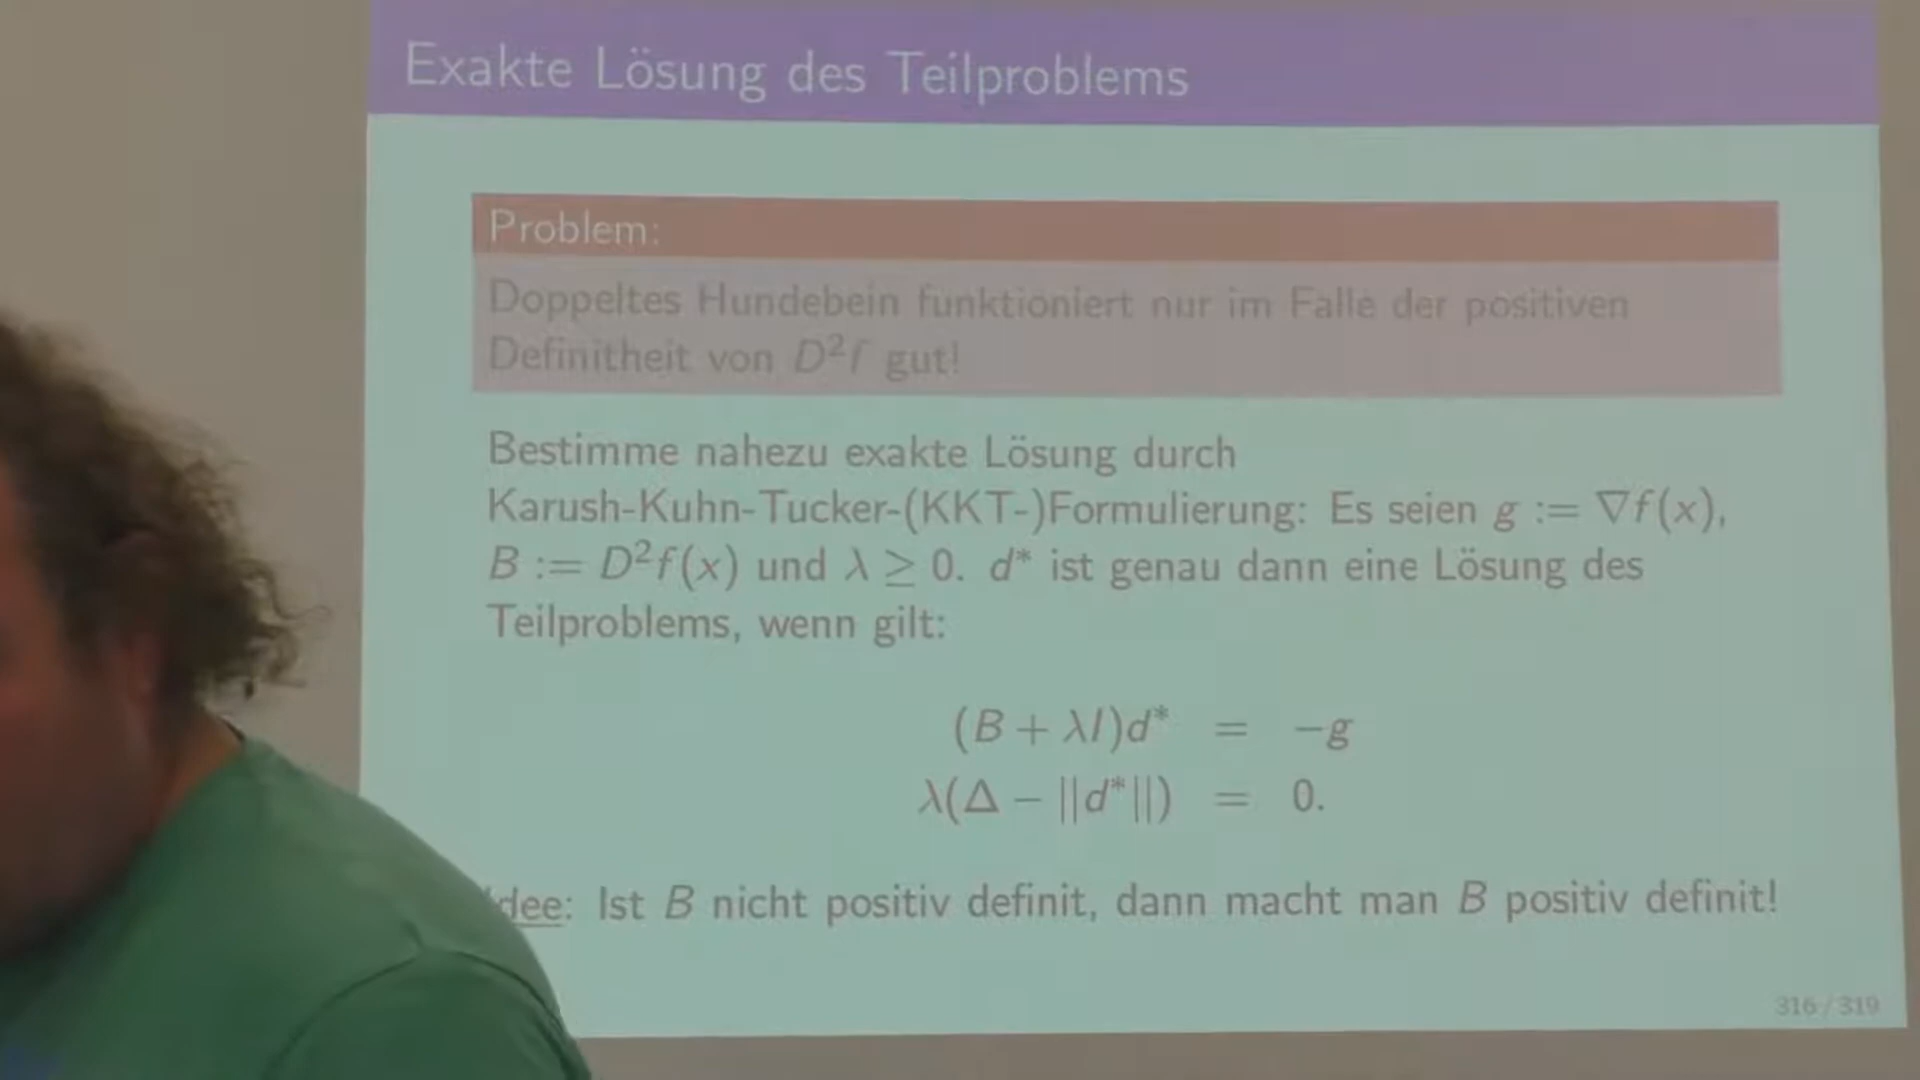 Exakte Lösung des Teilproblems
Problem:
Doppeltes Hundebein funktioniert nur im Falle der positiven
Definitheit von D²f gut!
Bestimme nahezu exakte Lösung durch
Karush-Kuhn-Tucker-(KKT-)Formulierung: Es seien g := ∇f(x),
B := D²f(x) und λ ≥ 0. d* ist genau dann eine Lösung des
Teilproblems, wenn gilt:
(B + λI)d* = −g
λ(Δ − ||d*||) = 0.
dee: Ist B nicht positiv definit, dann macht man B positiv definit!
316 / 319